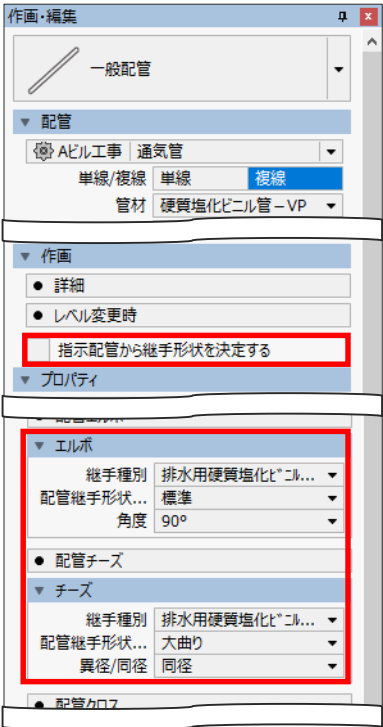 作画・編集
一般配管
配管
Aビル工事 通気管
単線/複線 単線 複線
管材 硬質塩化ビニル管-VP
作画
詳細
レベル変更時
指示配管から継手形状を決定する
プロパティ
エルボ
継手種別 排水用硬質塩化ﾋﾞﾆﾙ...
配管継手形状... 標準
角度 90°
配管チーズ
チーズ
継手種別 排水用硬質塩化ﾋﾞﾆﾙ...
配管継手形状... 大曲り
異径/同径 同径
配管クロス